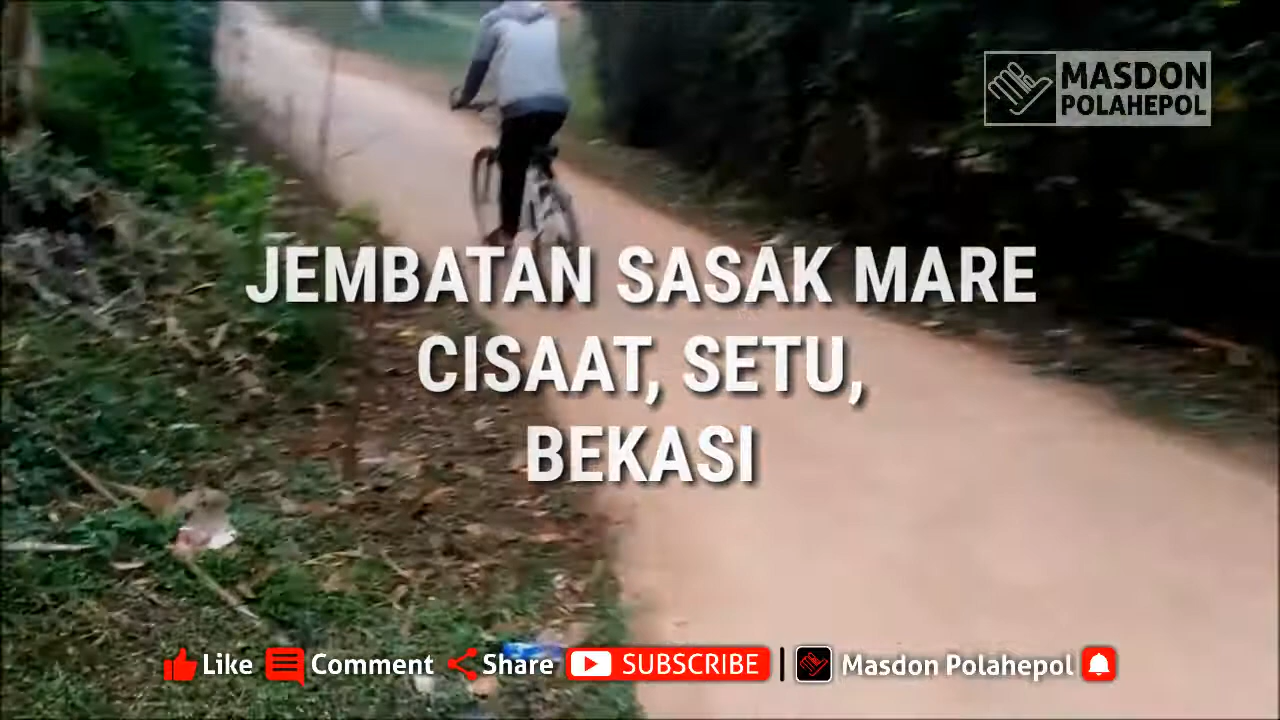 MASDON
POLAHEPOL
JEMBATAN SASAK MARE
CISAAT, SETU,
BEKASI
Like Comment Share SUBSCRIBE | Masdon Polahepol